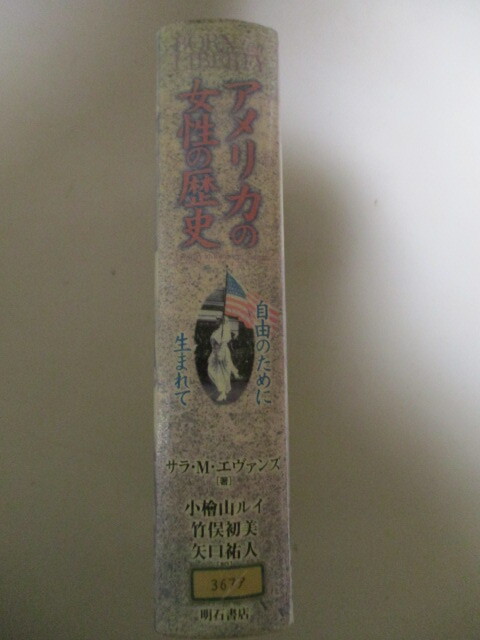 アメリカの
女性の歴史
自由のために
生まれて
サラ・M・エヴァンズ
[著]
小檜山ルイ
竹俣初美
矢口祐人
3671
明石書店